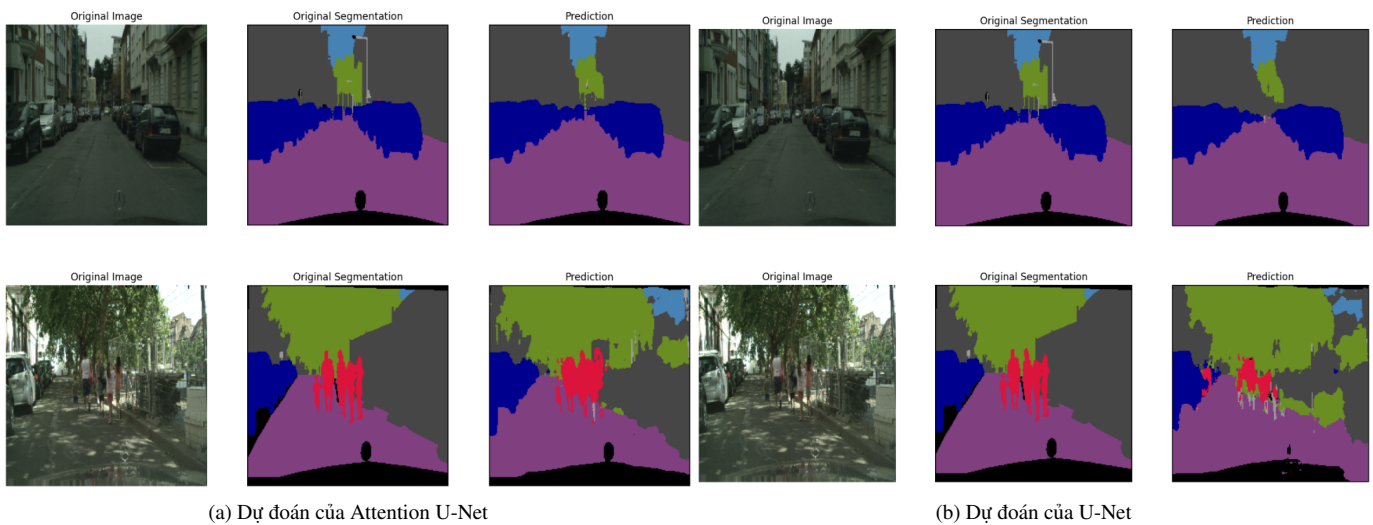 Original Image
Original Segmentation
Prediction
Original Image
Original Segmentation
Prediction
Original Image
Original Segmentation
Prediction
Original Image
Original Segmentation
Prediction
(a) Dự đoán của Attention U-Net
(b) Dự đoán của U-Net